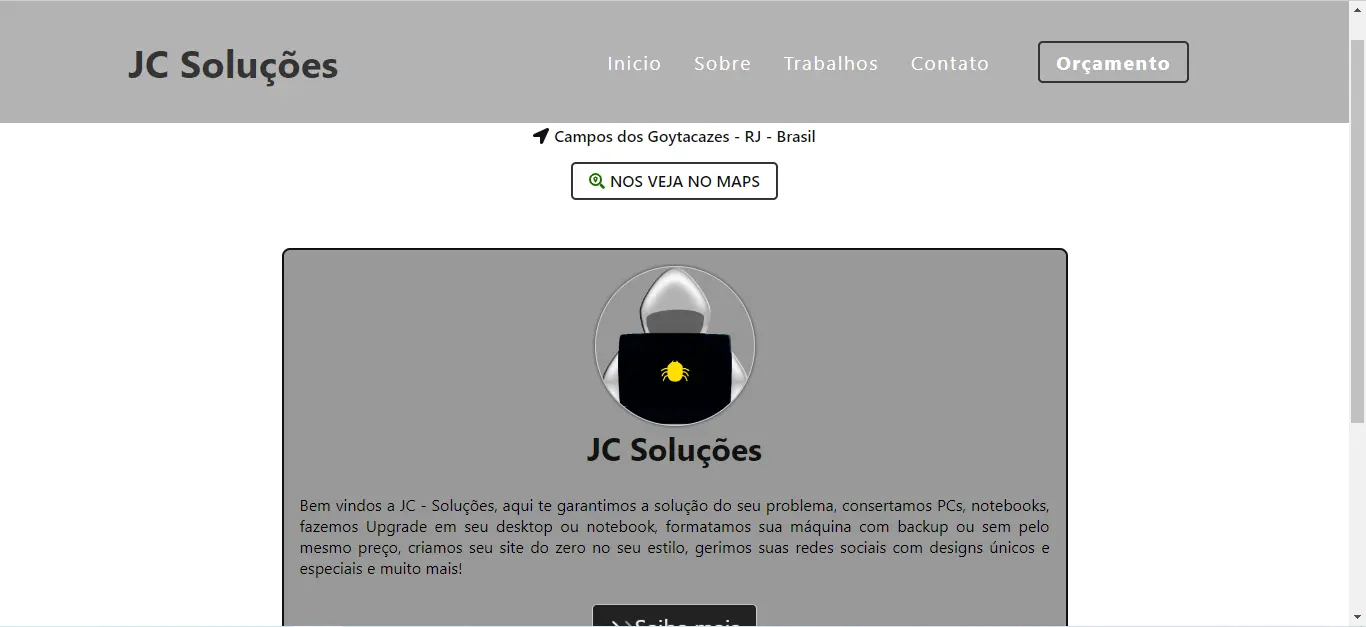 JC Soluções
Inicio Sobre Trabalhos Contato Orçamento
Campos dos Goytacazes - RJ - Brasil
NOS VEJA NO MAPS
JC Soluções
Bem vindos a JC - Soluções, aqui te garantimos a solução do seu problema, consertamos PCs, notebooks,
fazemos Upgrade em seu desktop ou notebook, formatamos sua máquina com backup ou sem pelo
mesmo preço, criamos seu site do zero no seu estilo, gerimos suas redes sociais com designs únicos e
especiais e muito mais!
>>Saiba mais